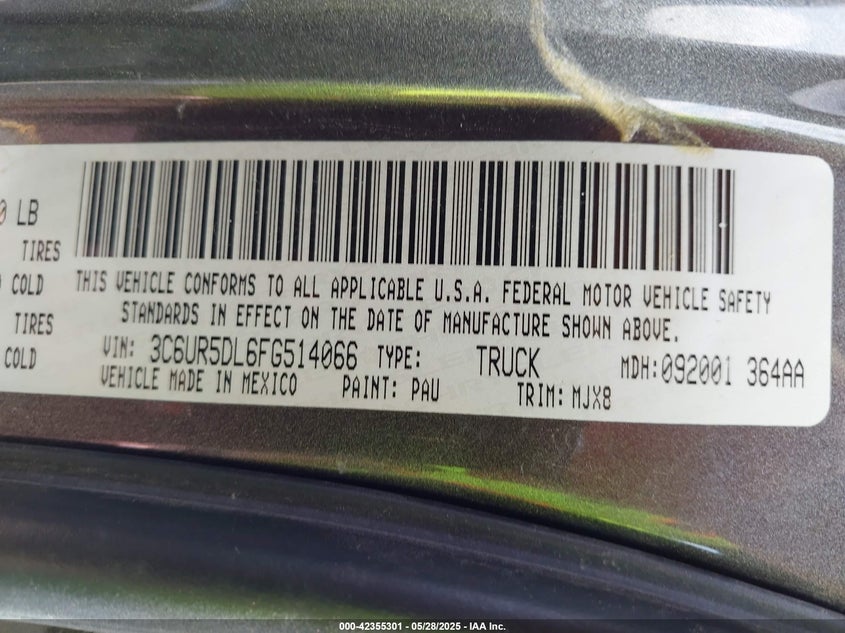 0 LB
TIRES
COLD
THIS VEHICLE CONFORMS TO ALL APPLICABLE U.S.A. FEDERAL MOTOR VEHICLE SAFETY
STANDARDS IN EFFECT ON THE DATE OF MANUFACTURE SHOWN ABOVE.
TIRES
COLD
VIN: 3C6UR5DL6FG514066 TYPE: TRUCK MDH:092001 364AA
VEHICLE MADE IN MEXICO PAINT: PAU TRIM: MJX8
000-42355301 - 05/28/2025 - IAA Inc.